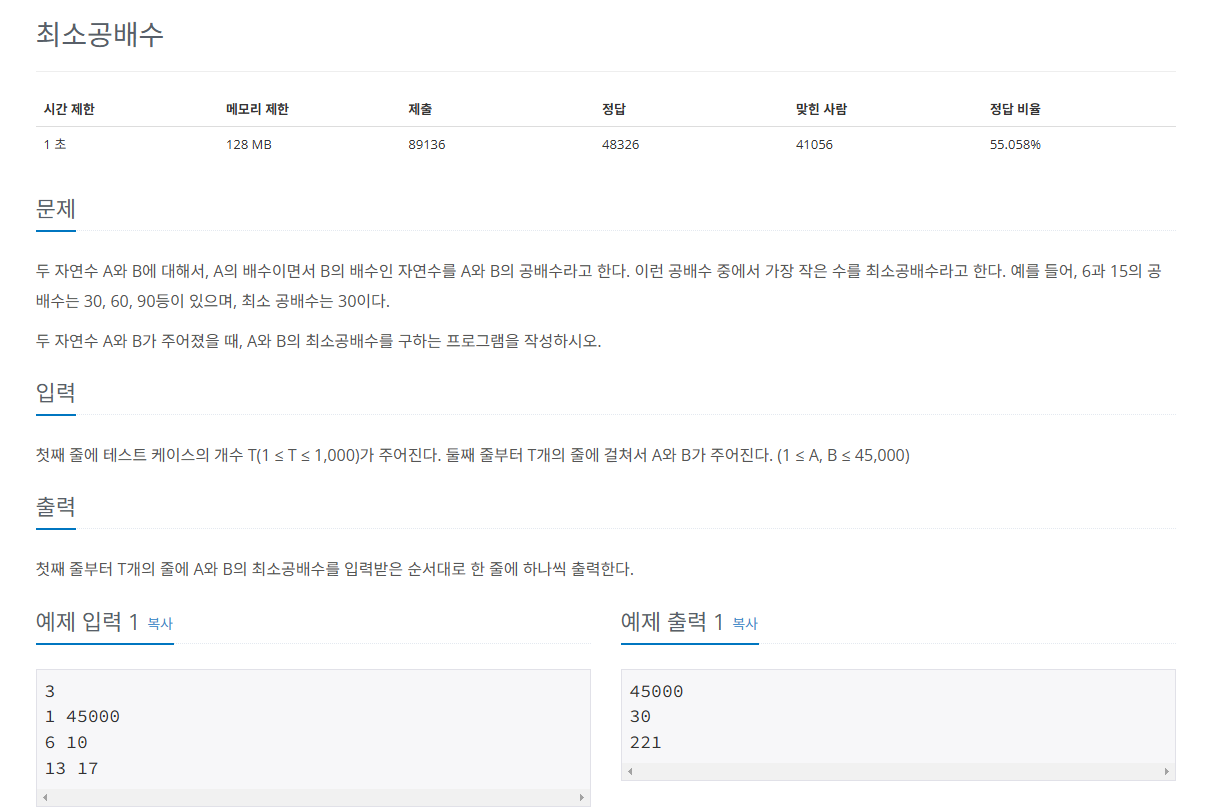 최소공배수
시간 제한 메모리 제한 제출 정답 맞힌 사람 정답 비율
1 초 128 MB 89136 48326 41056 55.058%
문제
두 자연수 A와 B에 대해서, A의 배수이면서 B의 배수인 자연수를 A와 B의 공배수라고 한다. 이런 공배수 중에서 가장 작은 수를 최소공배수라고 한다. 예를 들어, 6과 15의 공
배수는 30, 60, 90등이 있으며, 최소 공배수는 30이다.
두 자연수 A와 B가 주어졌을 때, A와 B의 최소공배수를 구하는 프로그램을 작성하시오.
입력
첫째 줄에 테스트 케이스의 개수 T(1 ≤ T ≤ 1,000)가 주어진다. 둘째 줄부터 T개의 줄에 걸쳐서 A와 B가 주어진다. (1 ≤ A, B ≤ 45,000)
출력
첫째 줄부터 T개의 줄에 A와 B의 최소공배수를 입력받은 순서대로 한 줄에 하나씩 출력한다.
예제 입력 1 복사
3
1 45000
6 10
13 17
예제 출력 1 복사
45000
30
221